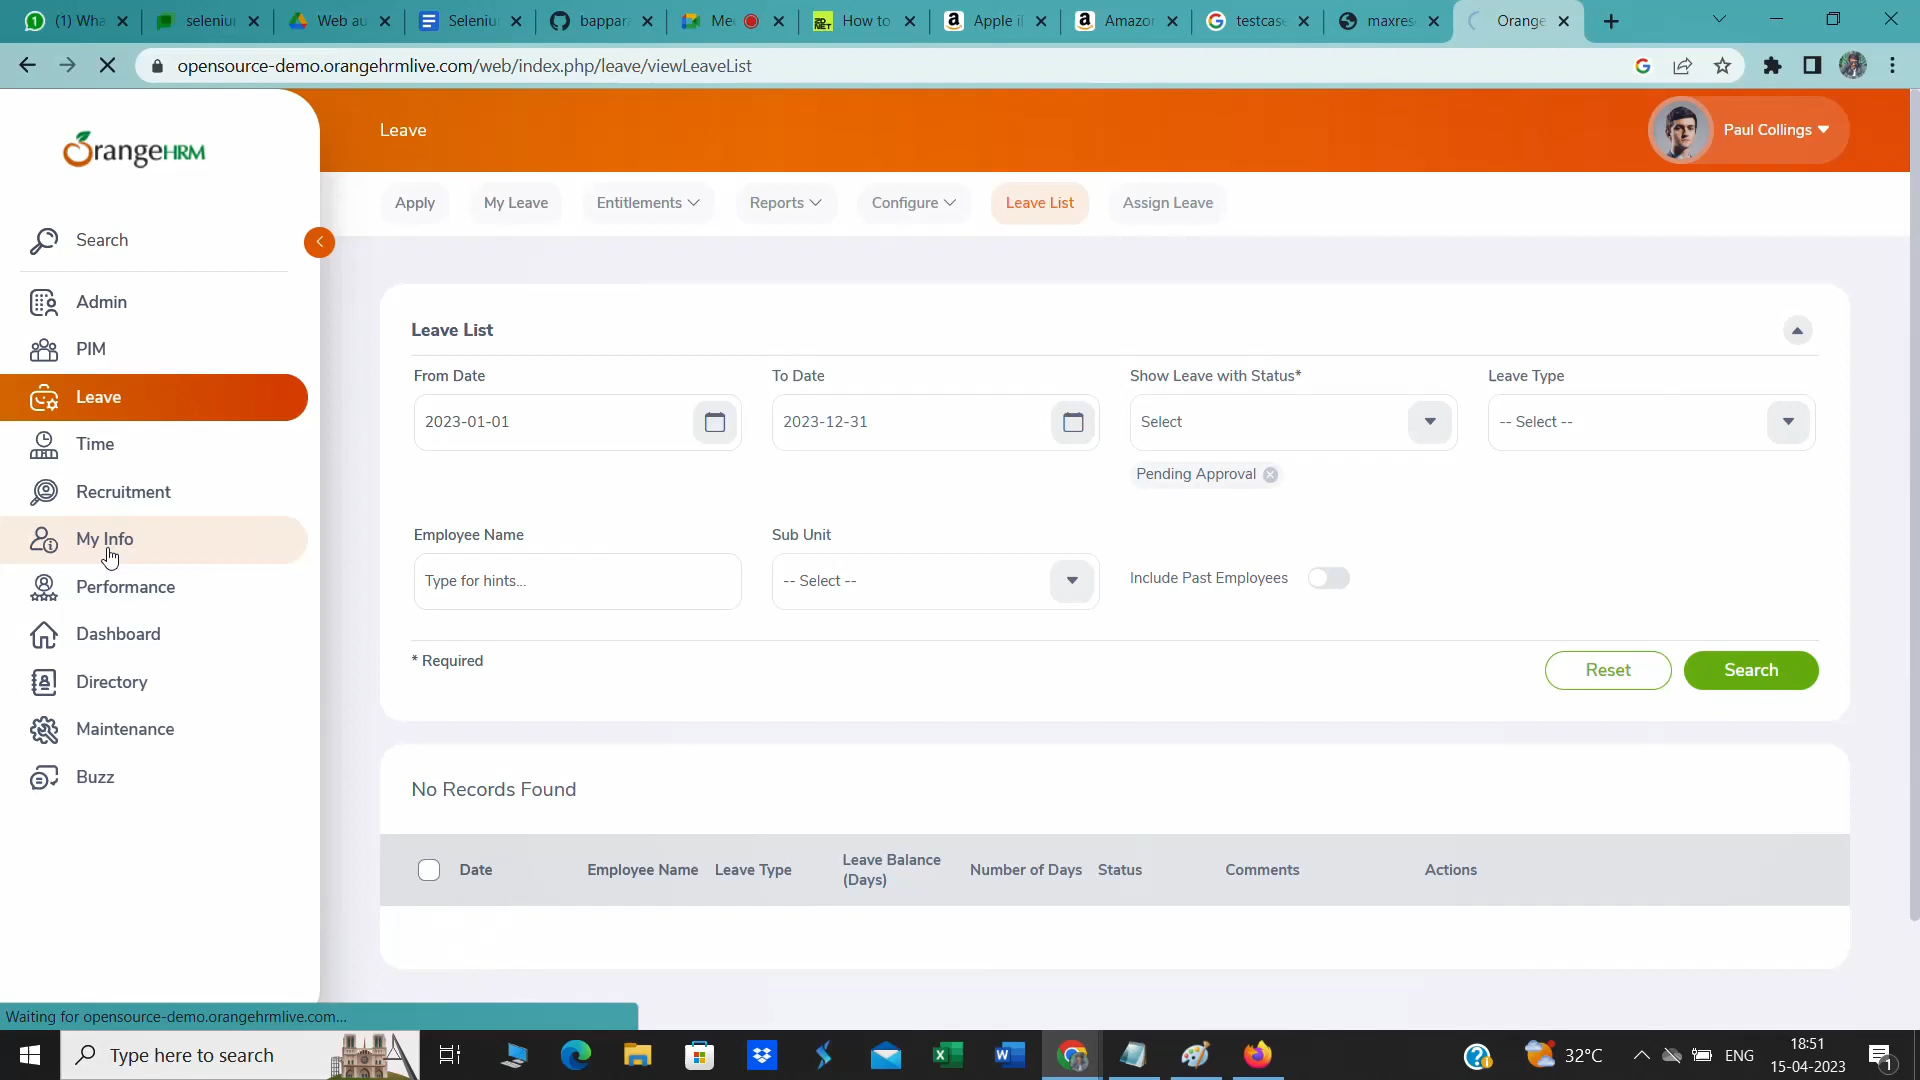 (1) Wha
seleniu
Web au
Seleniu
bappar
Me
How to
Apple i
Amazor
testcase
maxres
Orange
opensource-demo.orangehrmlive.com/web/index.php/leave/viewLeaveList
OrangeHRM
Leave
Paul Collings
Apply
My Leave
Entitlements
Reports
Configure
Leave List
Assign Leave
Search
Admin
PIM
Leave
Time
Recruitment
My Info
Performance
Dashboard
Directory
Maintenance
Buzz
Leave List
From Date
To Date
Show Leave with Status*
Leave Type
2023-01-01
2023-12-31
Select
-- Select --
Pending Approval
Employee Name
Sub Unit
Type for hints...
-- Select --
Include Past Employees
* Required
Reset
Search
No Records Found
Date
Employee Name
Leave Type
Leave Balance
(Days)
Number of Days
Status
Comments
Actions
Waiting for opensource-demo.orangehrmlive.com...
Type here to search
32°C
ENG
18:51
15-04-2023
1